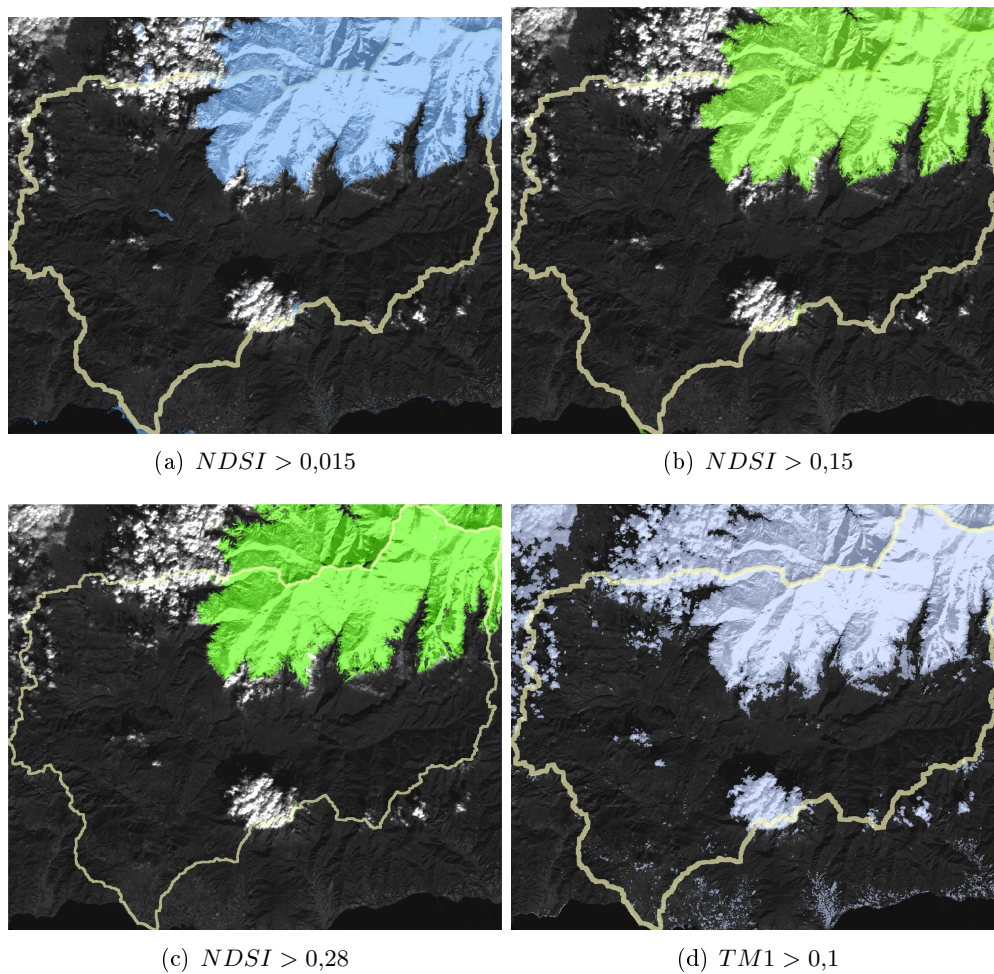 (a) NDSI > 0,015
(b) NDSI > 0,15
(c) NDSI > 0,28
(d) TM1 > 0,1